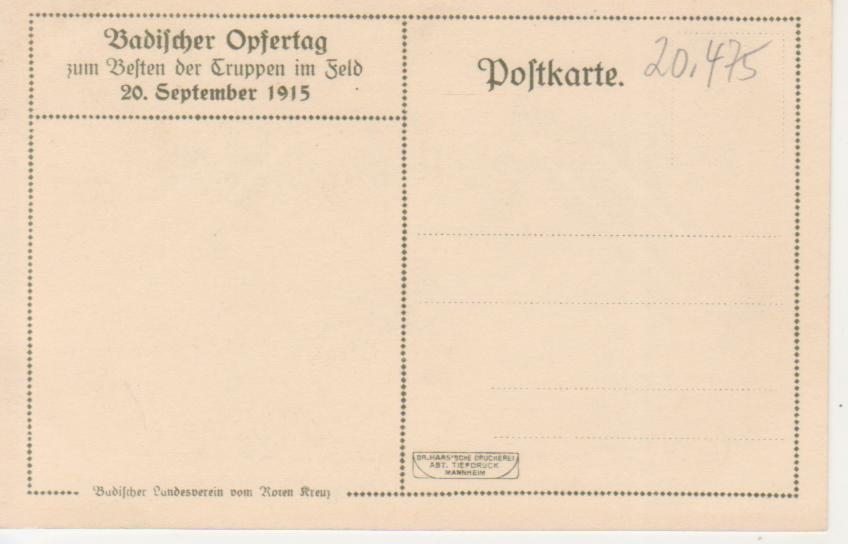 Badischer Opfertag
zum Besten der Truppen im Feld
20. September 1915
Postkarte.
20.475
DR. HAAS'SCHE DRUCKEREI
ABT. TIEFDRUCK
MANNHEIM
Badischer Landesverein vom Roten Kreuz